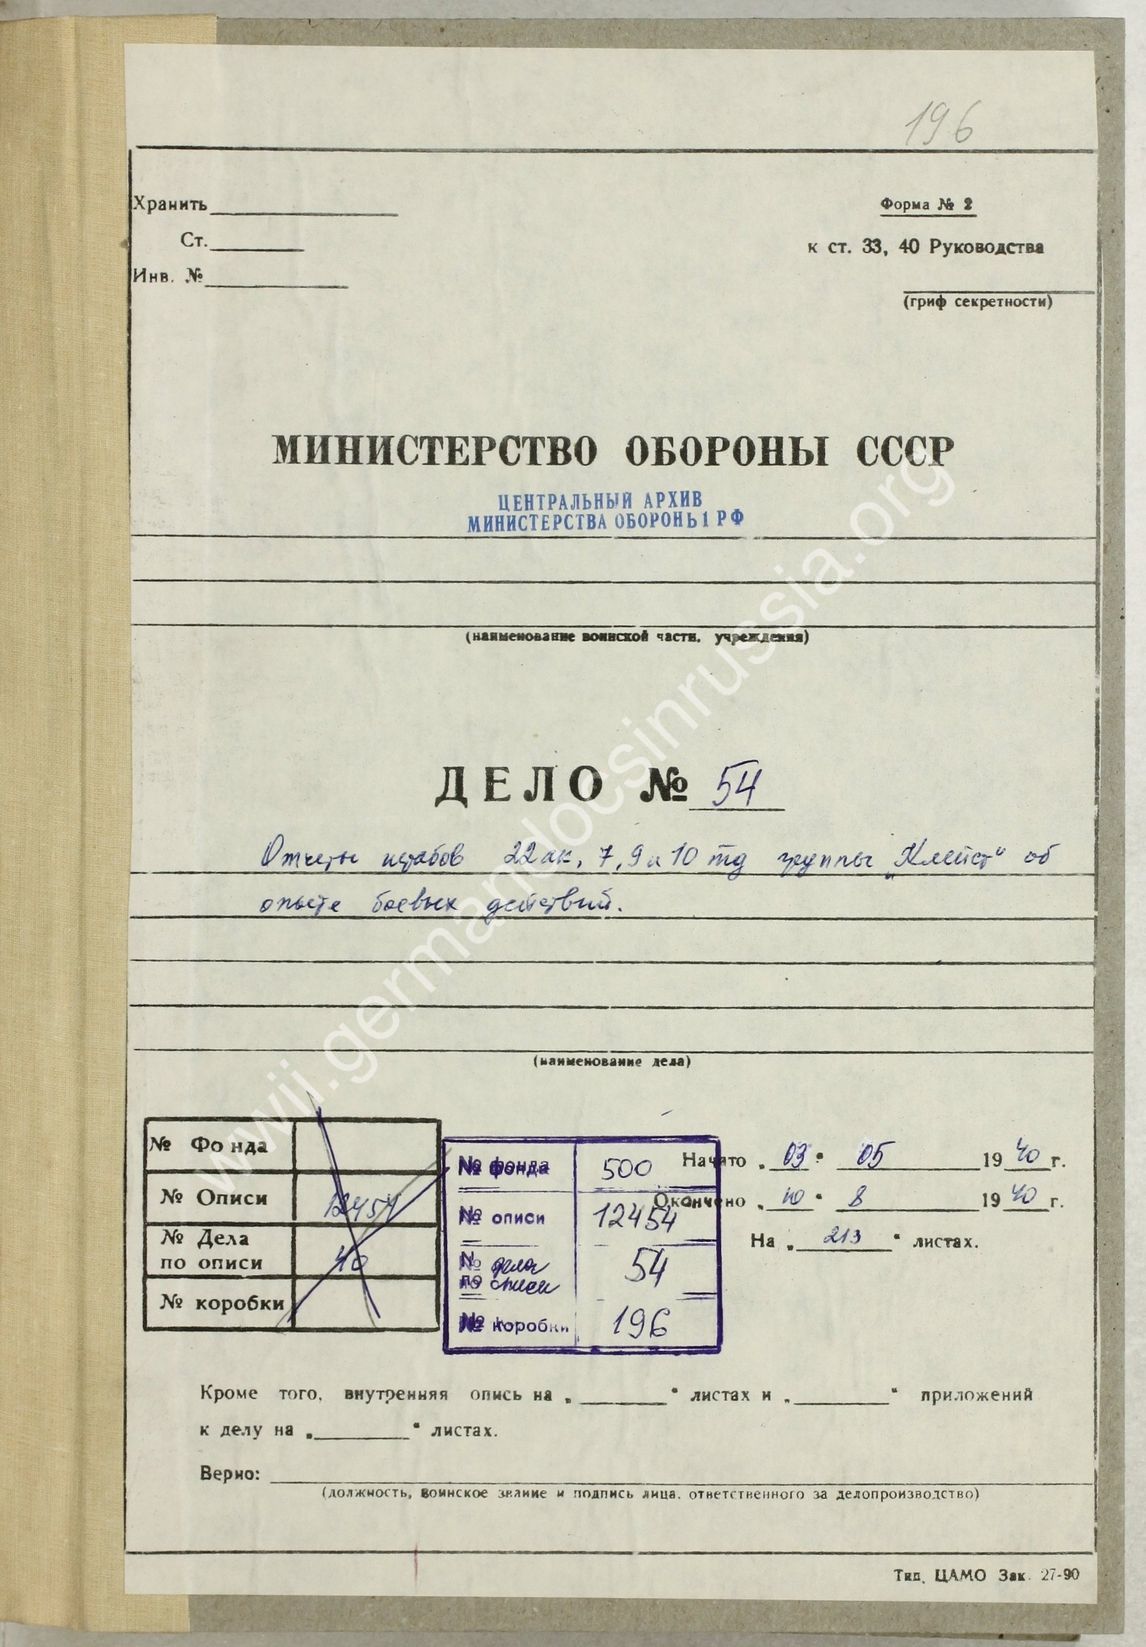 196
Хранить
Форма № 2
Ст.
к ст. 33, 40 Руководства
Инв. №
(гриф секретности)
МИНИСТЕРСТВО ОБОРОНЫ СССР
ЦЕНТРАЛЬНЫЙ АРХИВ
МИНИСТЕРСТВА ОБОРОНЫ РФ
(наименование воинской части, учреждения)
ДЕЛО № 54
Отчеты штабов 22 ак, 7, 9 и 10 тд группы „Клейст" об
опыте боевых действий.
(наименование дела)
№ Фонда
№ Описи 12454
№ Дела
по описи 40
№ коробки
№ фонда 500
№ описи 12454
№ дела
по описи 54
№ коробки 196
Начато „03" 05 1940 г.
Окончено „10" 8 1940 г.
На „213" листах.
Кроме того, внутренняя опись на „ " листах и „ " приложений
к делу на „ " листах.
Верно:
(должность, воинское звание и подпись лица, ответственного за делопроизводство)
Тип. ЦАМО Зак. 27-90
wwii.germandocsinrussia.org